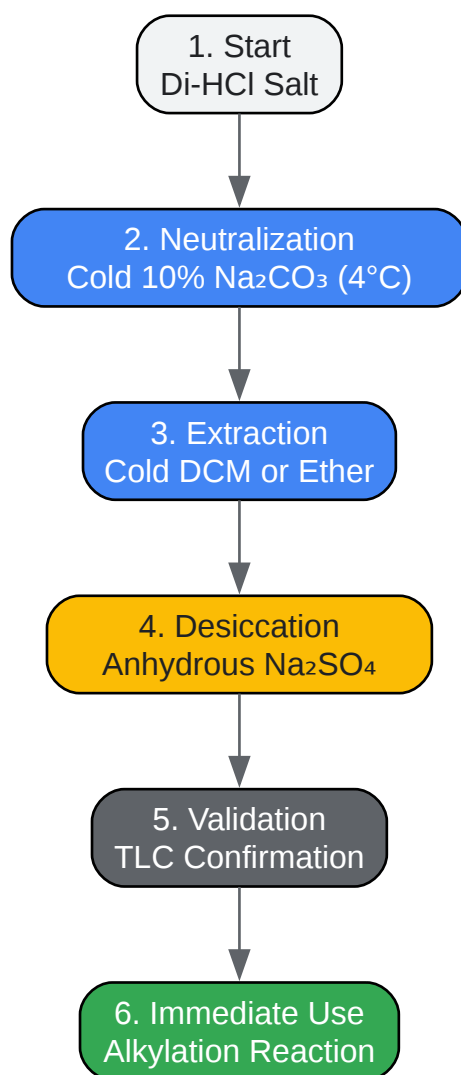 1. Start
Di-HCl Salt
2. Neutralization
Cold 10% Na₂CO₃ (4°C)
3. Extraction
Cold DCM or Ether
4. Desiccation
Anhydrous Na₂SO₄
5. Validation
TLC Confirmation
6. Immediate Use
Alkylation Reaction